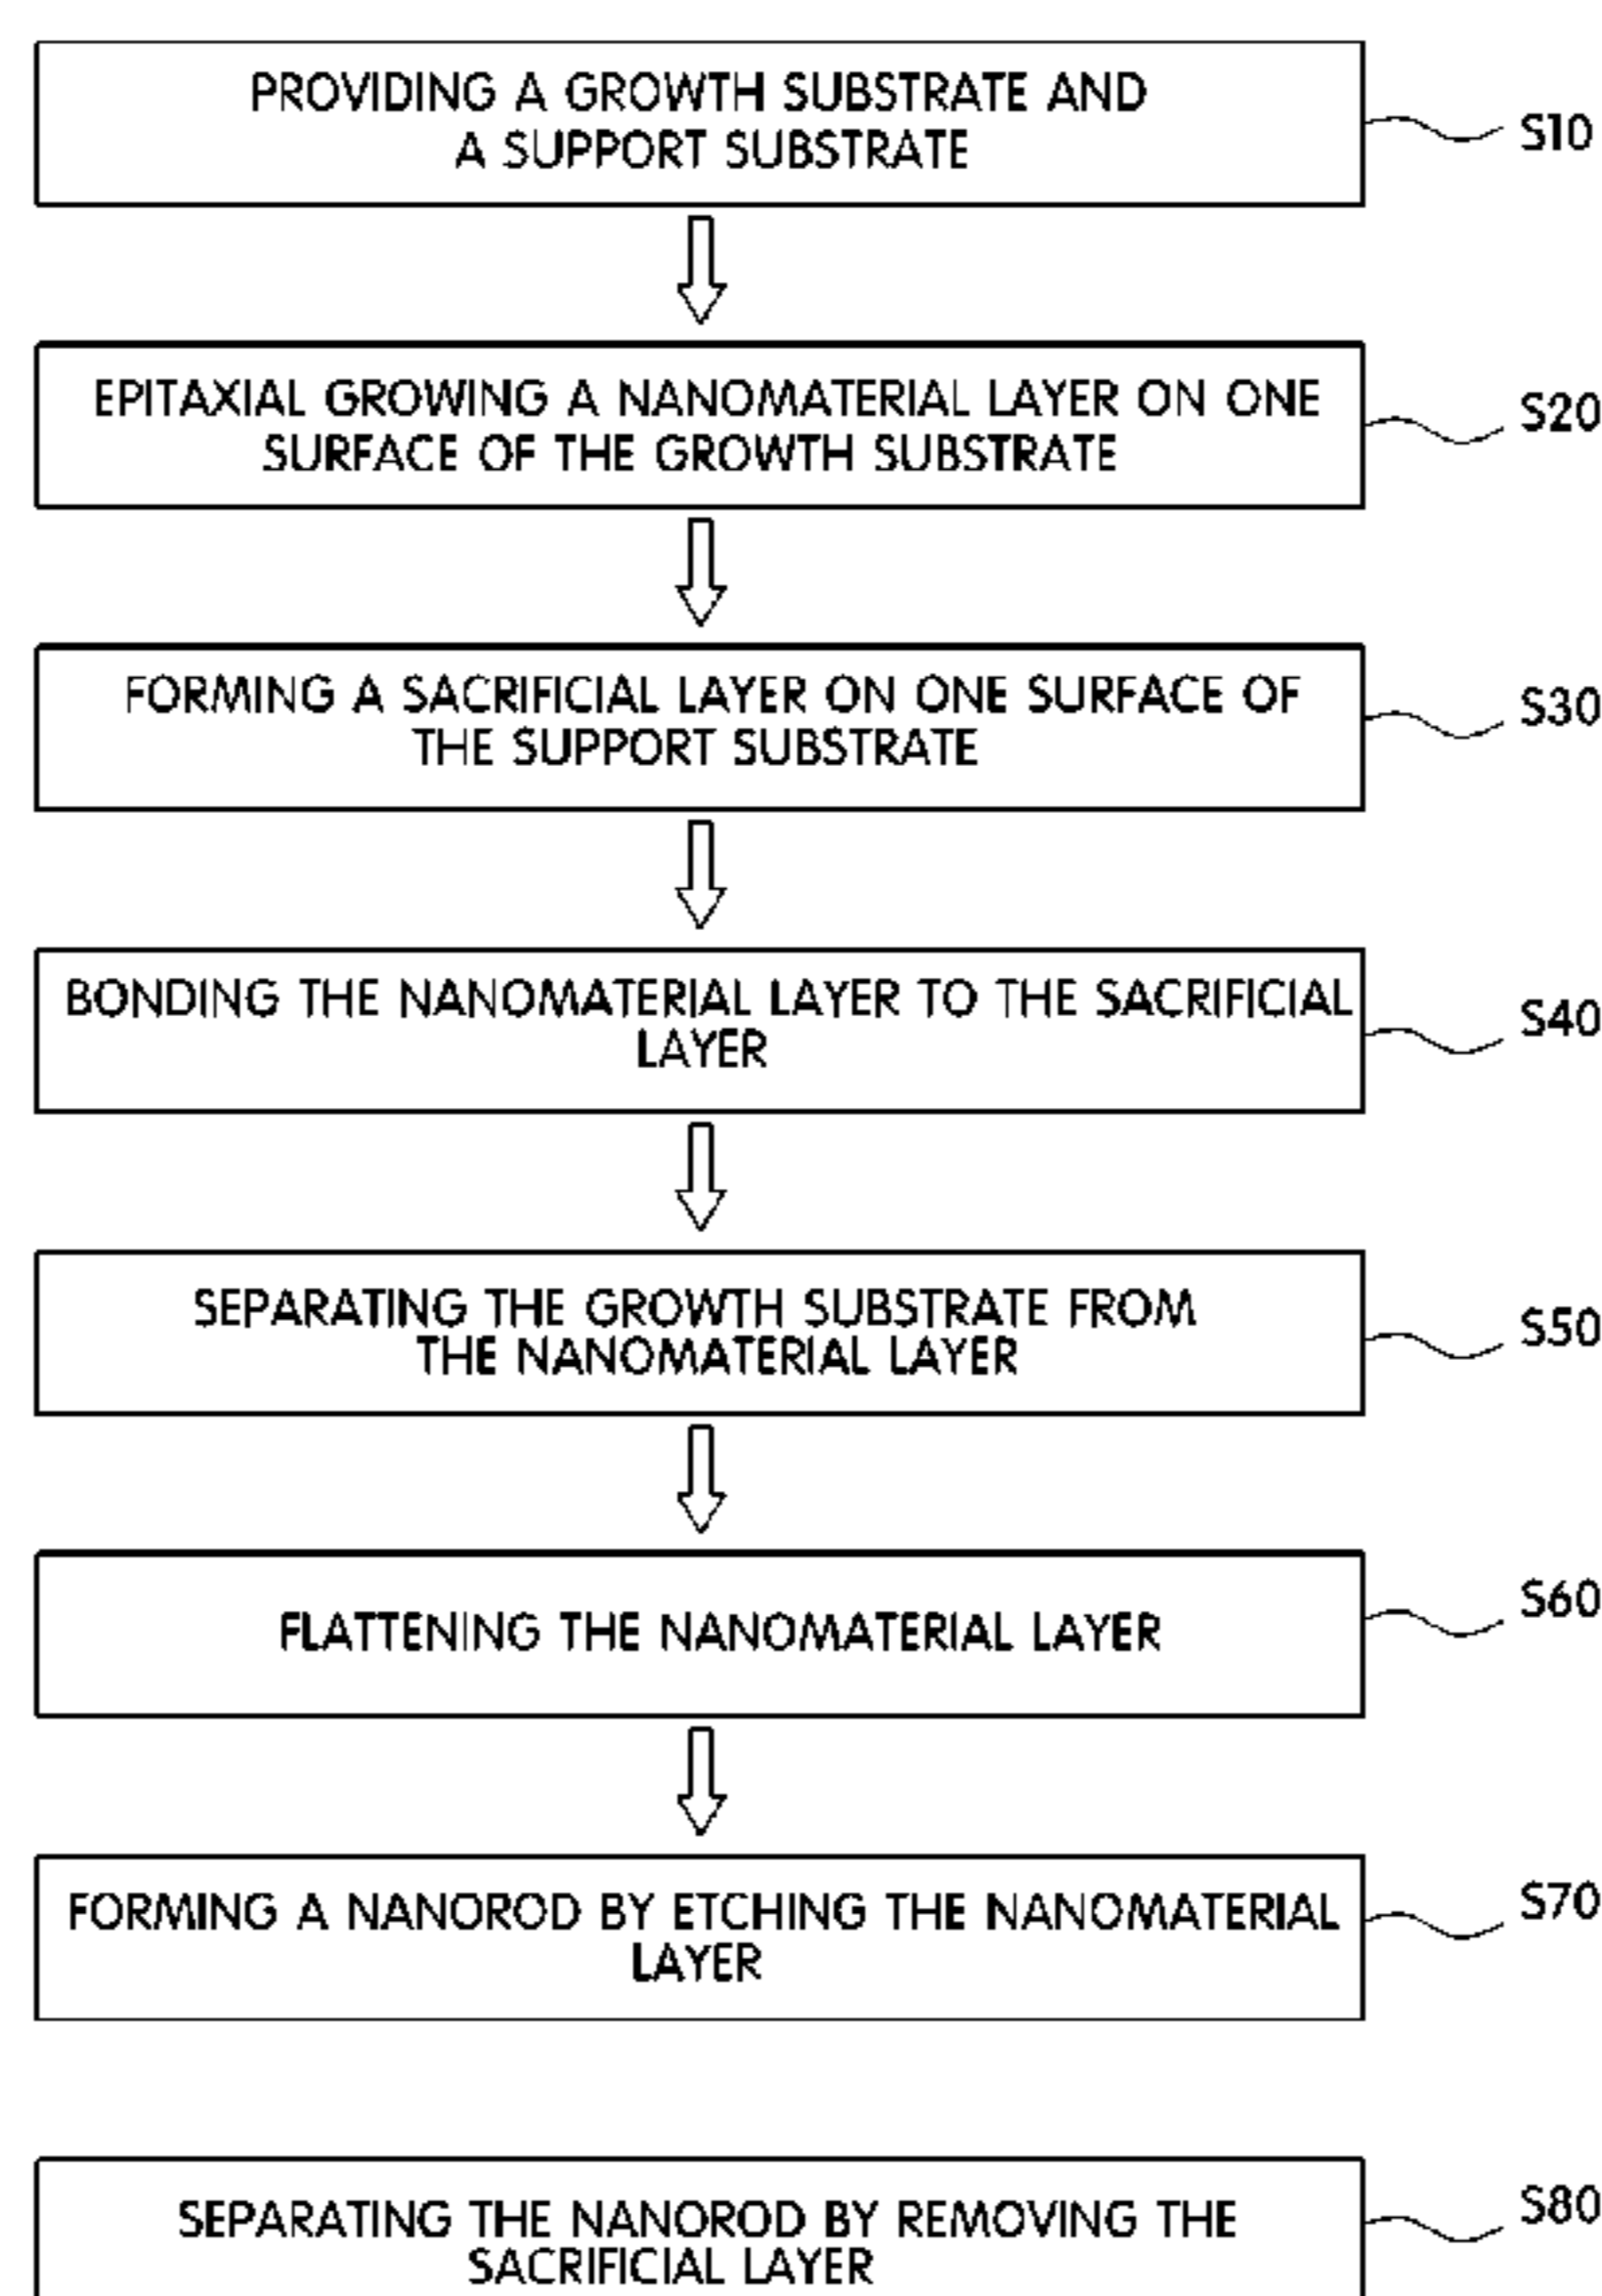 PROVIDING A GROWTH SUBSTRATE AND
A SUPPORT SUBSTRATE
S10
EPITAXIAL GROWING A NANOMATERIAL LAYER ON ONE
SURFACE OF THE GROWTH SUBSTRATE
S20
FORMING A SACRIFICIAL LAYER ON ONE SURFACE OF
THE SUPPORT SUBSTRATE
S30
BONDING THE NANOMATERIAL LAYER TO THE SACRIFICIAL
LAYER
S40
SEPARATING THE GROWTH SUBSTRATE FROM
THE NANOMATERIAL LAYER
S50
FLATTENING THE NANOMATERIAL LAYER
S60
FORMING A NANOROD BY ETCHING THE NANOMATERIAL
LAYER
S70
SEPARATING THE NANOROD BY REMOVING THE
SACRIFICIAL LAYER
S80